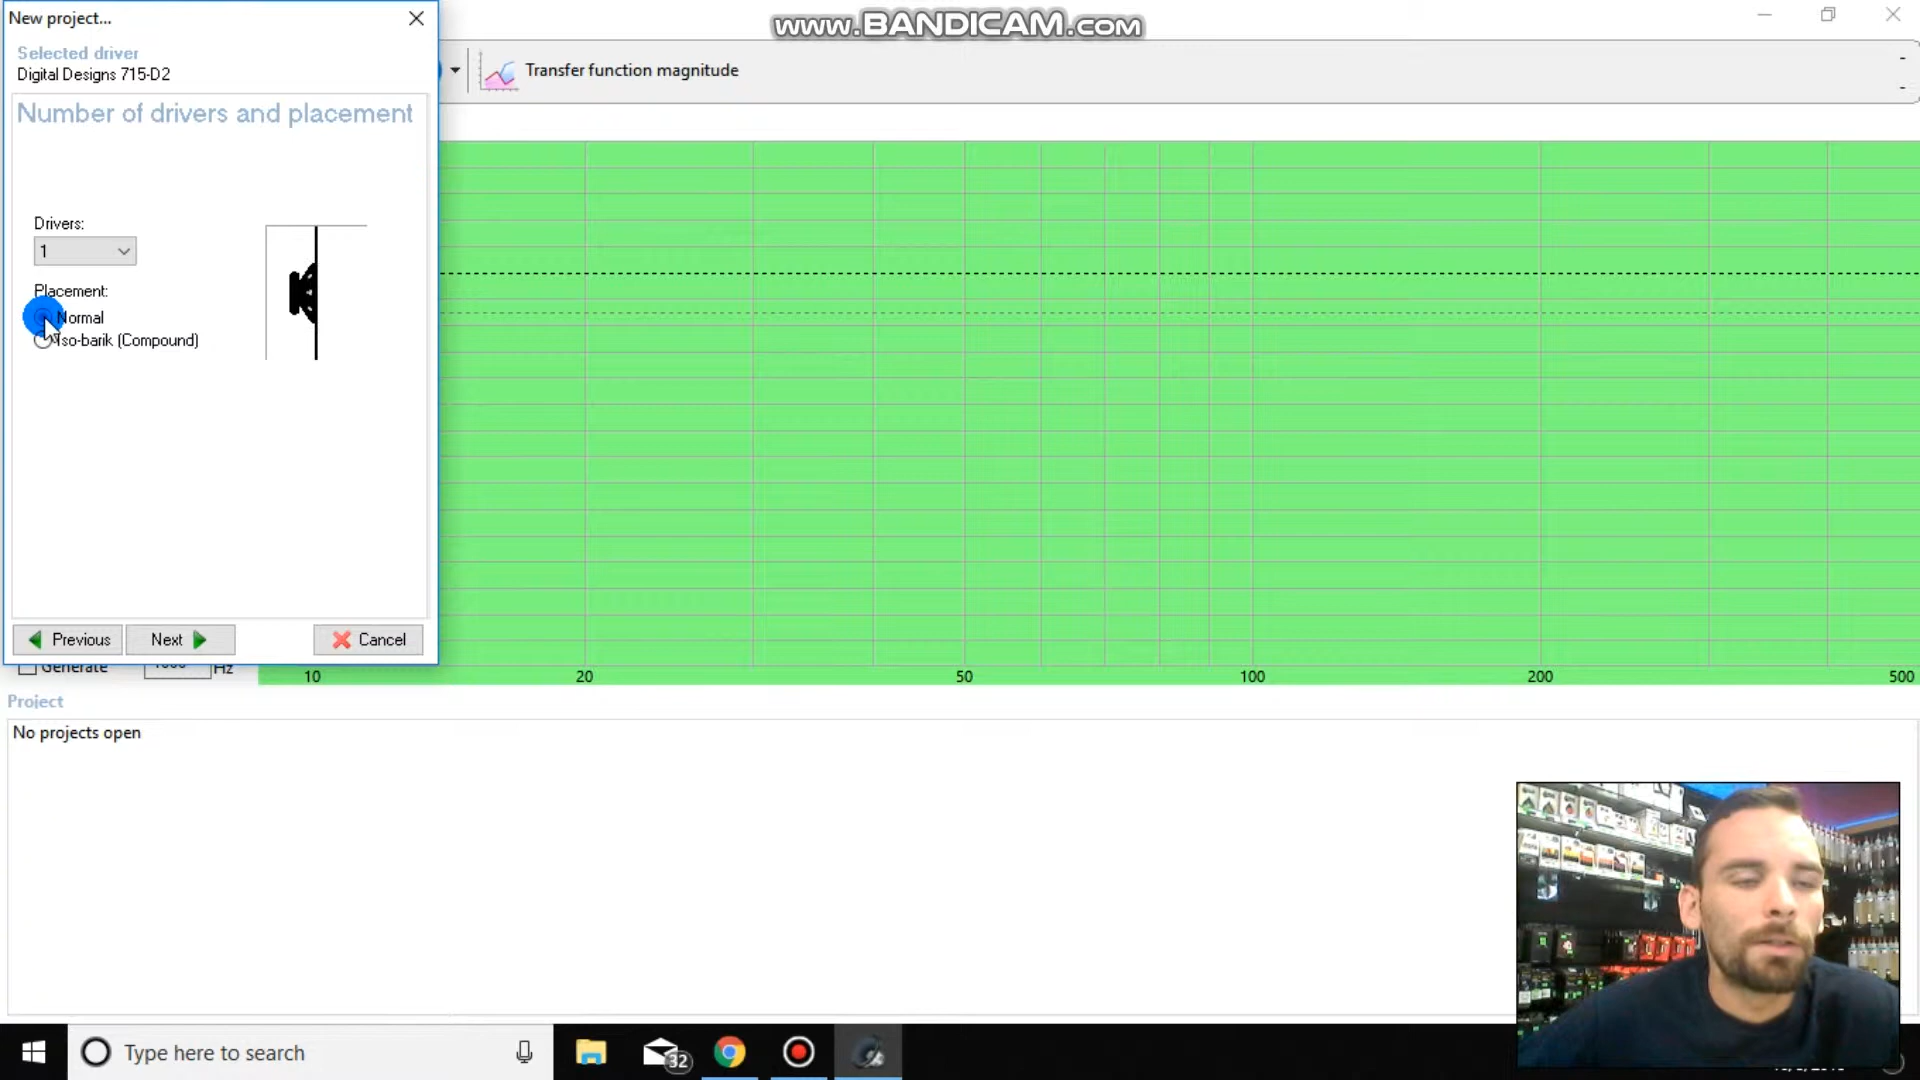 New project...
www.BANDICAM.com
Selected driver
Digital Designs 715-D2
Transfer function magnitude
Number of drivers and placement
Drivers:
1
Placement:
Normal
Iso-barik (Compound)
Previous
Next
Cancel
Generate
Hz
10
20
50
100
200
500
Project
No projects open
Type here to search
32